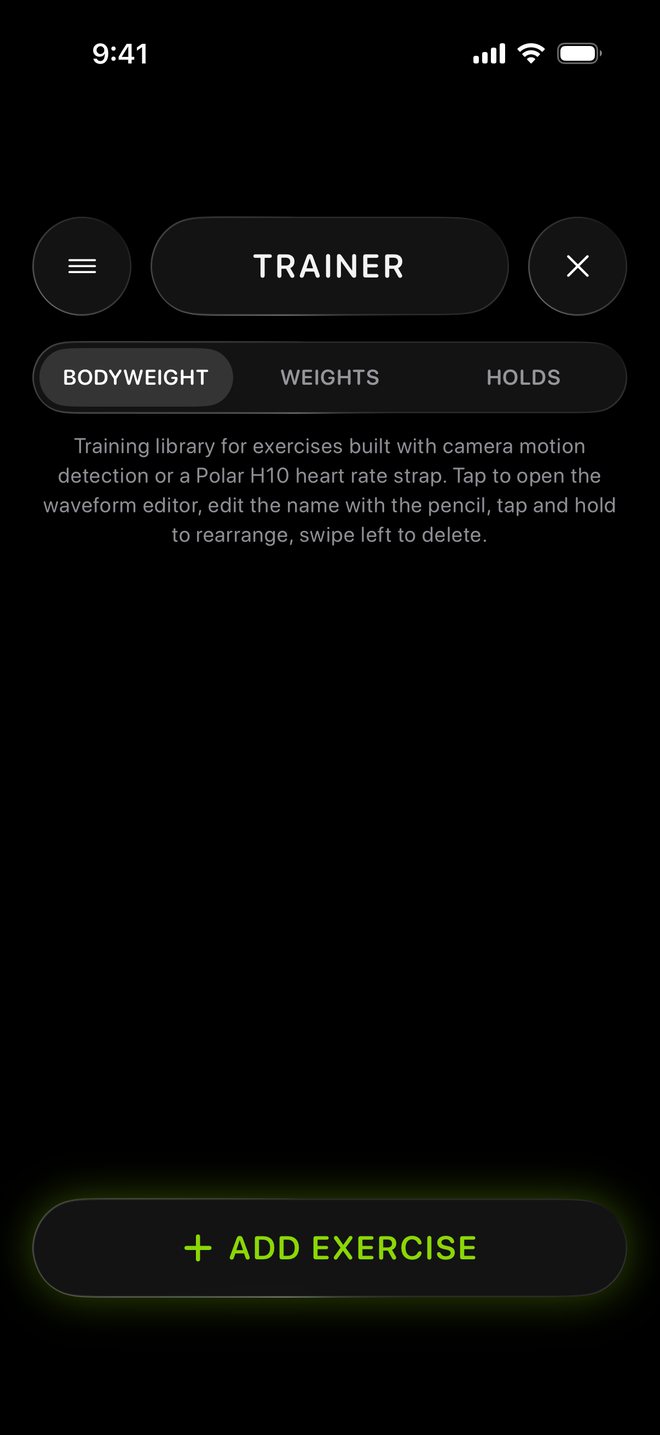 9:41
TRAINER
BODYWEIGHT
WEIGHTS
HOLDS
Training library for exercises built with camera motion
detection or a Polar H10 heart rate strap. Tap to open the
waveform editor, edit the name with the pencil, tap and hold
to rearrange, swipe left to delete.
+ ADD EXERCISE